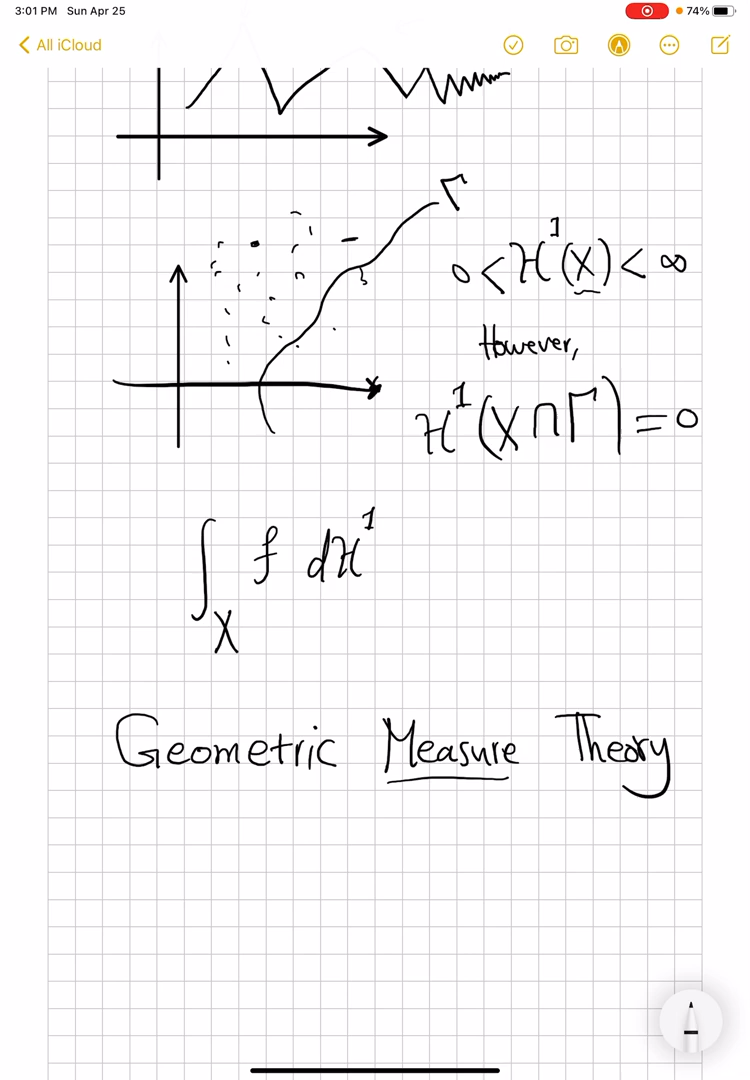 3:01 PM Sun Apr 25
74%
All iCloud
Γ
0 < ℋ¹(X) < ∞
However,
ℋ¹(X ∩ Γ) = 0
∫_X f dℋ¹
Geometric Measure Theory